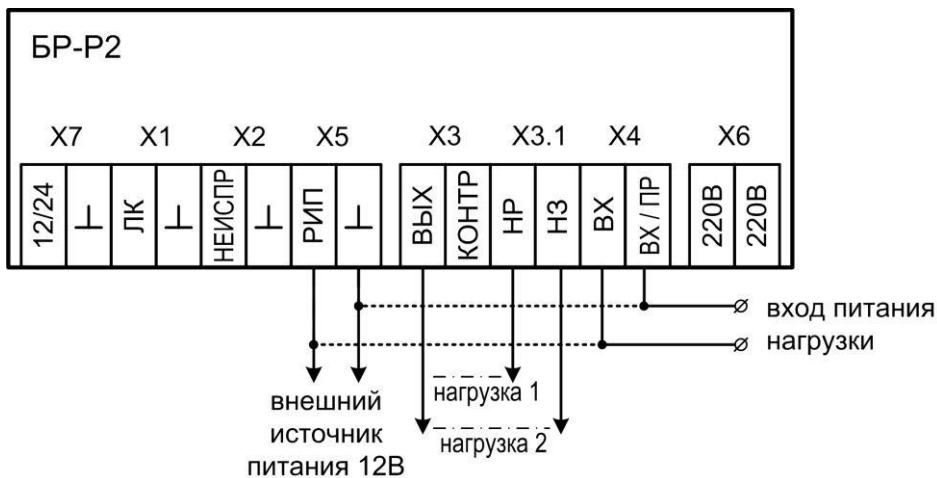 БР-Р2
X7 X1 X2 X5 X3 X3.1 X4 X6
12/24 ⊥ ЛК ⊥ НЕИСПР ⊥ РИП ⊥ ВЫХ КОНТР НР НЗ ВХ ВХ / ПР 220В 220В
вход питания
нагрузки
нагрузка 1
нагрузка 2
внешний
источник
питания 12В